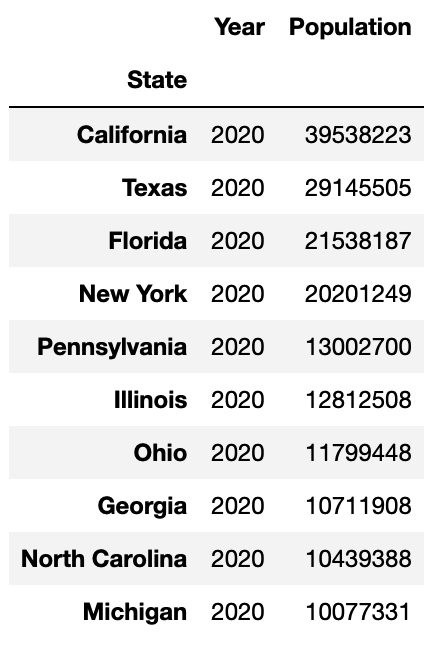 Year Population
State
California 2020 39538223
Texas 2020 29145505
Florida 2020 21538187
New York 2020 20201249
Pennsylvania 2020 13002700
Illinois 2020 12812508
Ohio 2020 11799448
Georgia 2020 10711908
North Carolina 2020 10439388
Michigan 2020 10077331